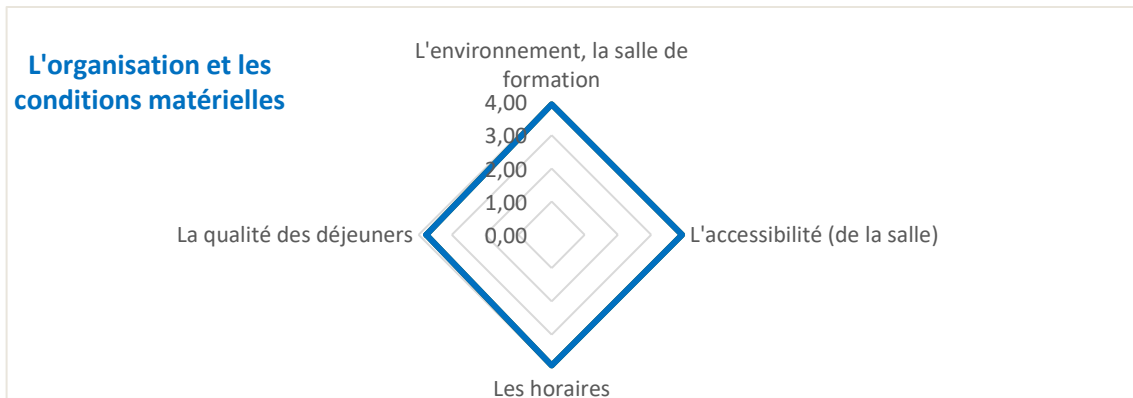 L'organisation et les
conditions matérielles
L'environnement, la salle de
formation
4,00
3,00
2,00
1,00
0,00
La qualité des déjeuners
L'accessibilité (de la salle)
Les horaires